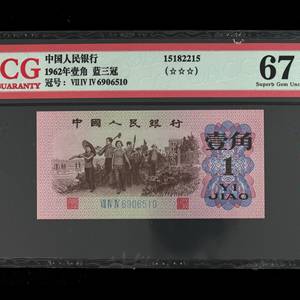 CG
GUARANTY
中国人民银行
1962年壹角 蓝三冠
冠号：VII IV IV 6906510
15182215
(☆☆☆)
67
Superb Gem Unc
中国人民银行
壹角
1
YI
JIAO
VII IV IV 6906510